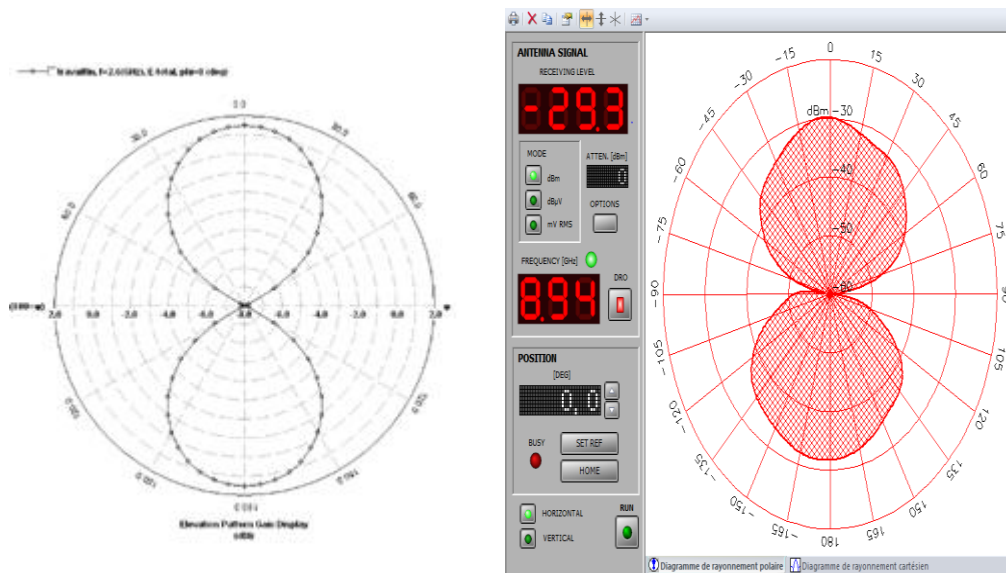 0.0
30.0
60.0
120.0
150.0
2.0
0.0
-2.0
-4.0
-4.0
-2.0
0.0
2.0
Elevation Pattern Gain Display
(dBi)
ANTENNA SIGNAL
RECEIVING LEVEL
-29.3
MODE
dBm
dBµV
mV RMS
ATTEN. [dBm]
0
OPTIONS
FREQUENCY [GHz]
8.94
DRO
POSITION
[DEG]
0,0
BUSY
SET REF
HOME
HORIZONTAL
VERTICAL
RUN
0
-15
15
-30
30
-45
45
-60
60
-75
75
-90
90
-105
105
-120
120
-135
135
-150
150
-165
165
180
dBm
-30
-40
-50
-60
Diagramme de rayonnement polaire
Diagramme de rayonnement cartésien